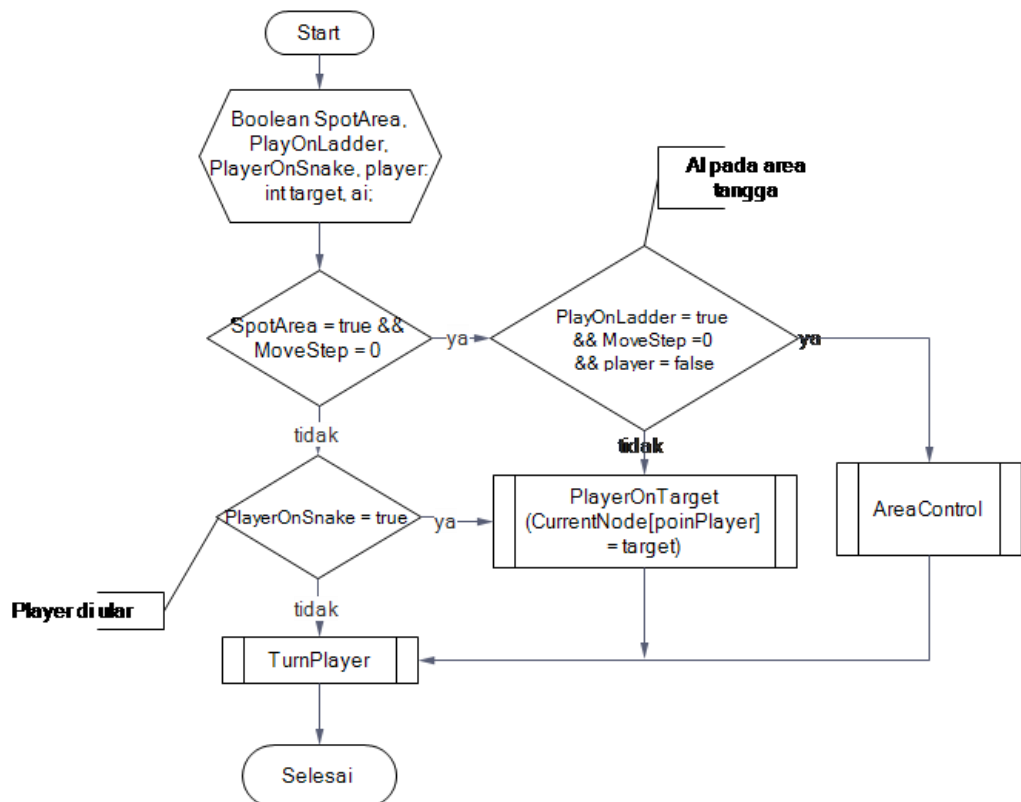 Start
Boolean SpotArea,
PlayOnLadder,
PlayerOnSnake, player:
int target, ai;
AI pada area
tangga
SpotArea = true &&
MoveStep = 0
ya
PlayOnLadder = true
&& MoveStep =0
&& player = false
ya
tidak
tidak
PlayerOnSnake = true
ya
PlayerOnTarget
(CurrentNode[poinPlayer]
= target)
AreaControl
Player di ular
tidak
TurnPlayer
Selesai